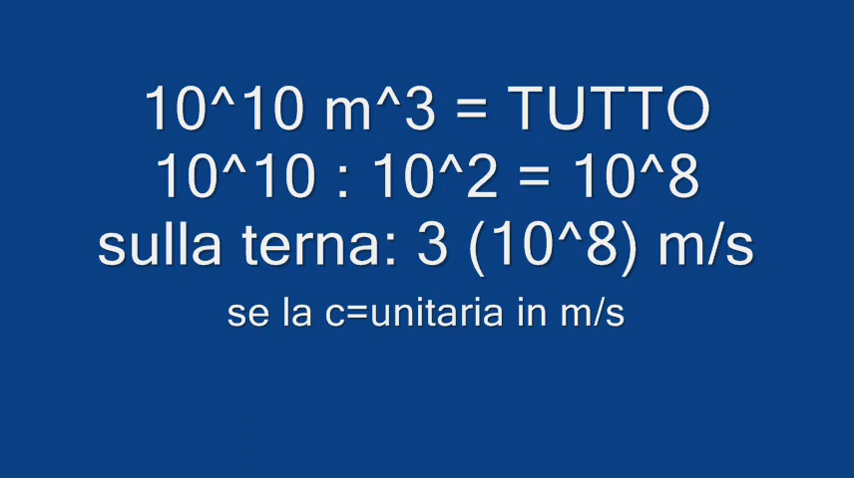 10^10 m^3 = TUTTO
10^10 : 10^2 = 10^8
sulla terna: 3 (10^8) m/s
se la c=unitaria in m/s